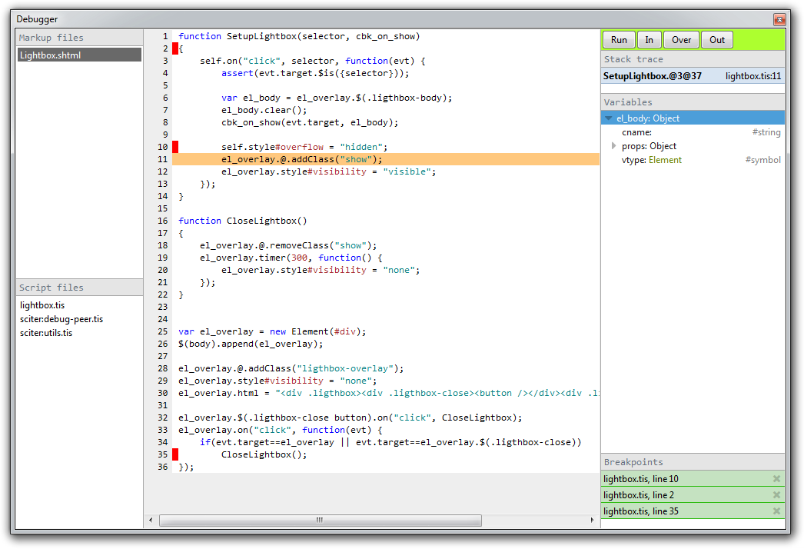 Debugger
Markup files
Lightbox.shtml
Script files
lightbox.tis
sciter:debug-peer.tis
sciter:utils.tis
1 function SetupLightbox(selector, cbk_on_show)
2 {
3 self.on("click", selector, function(evt) {
4 assert(evt.target.$is({selector}));
5
6 var el_body = el_overlay.$(.ligthbox-body);
7 el_body.clear();
8 cbk_on_show(evt.target, el_body);
9
10 self.style#overflow = "hidden";
11 el_overlay.@.addClass("show");
12 el_overlay.style#visibility = "visible";
13 });
14 }
15
16 function CloseLightbox()
17 {
18 el_overlay.@.removeClass("show");
19 el_overlay.timer(300, function() {
20 el_overlay.style#visibility = "none";
21 });
22 }
23
24
25 var el_overlay = new Element(#div);
26 $(body).append(el_overlay);
27
28 el_overlay.@.addClass("ligthbox-overlay");
29 el_overlay.style#visibility = "none";
30 el_overlay.html = "<div .ligthbox><div .ligthbox-close><button /></div><div .l
31
32 el_overlay.$(.ligthbox-close button).on("click", CloseLightbox);
33 el_overlay.on("click", function(evt) {
34 if(evt.target==el_overlay || evt.target==el_overlay.$(.ligthbox-close))
35 CloseLightbox();
36 });
Run In Over Out
Stack trace
SetupLightbox.@3@37 lightbox.tis:11
Variables
el_body: Object
cname: #string
props: Object
vtype: Element #symbol
Breakpoints
lightbox.tis, line 10
lightbox.tis, line 2
lightbox.tis, line 35